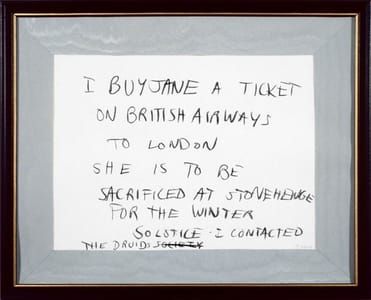 I BUY JANE A TICKET
ON BRITISH AIRWAYS
TO LONDON
SHE IS TO BE
SACRIFICED AT STONEHENGE
FOR THE WINTER
SOLSTICE · I CONTACTED
THE DRUIDS SOCIETY